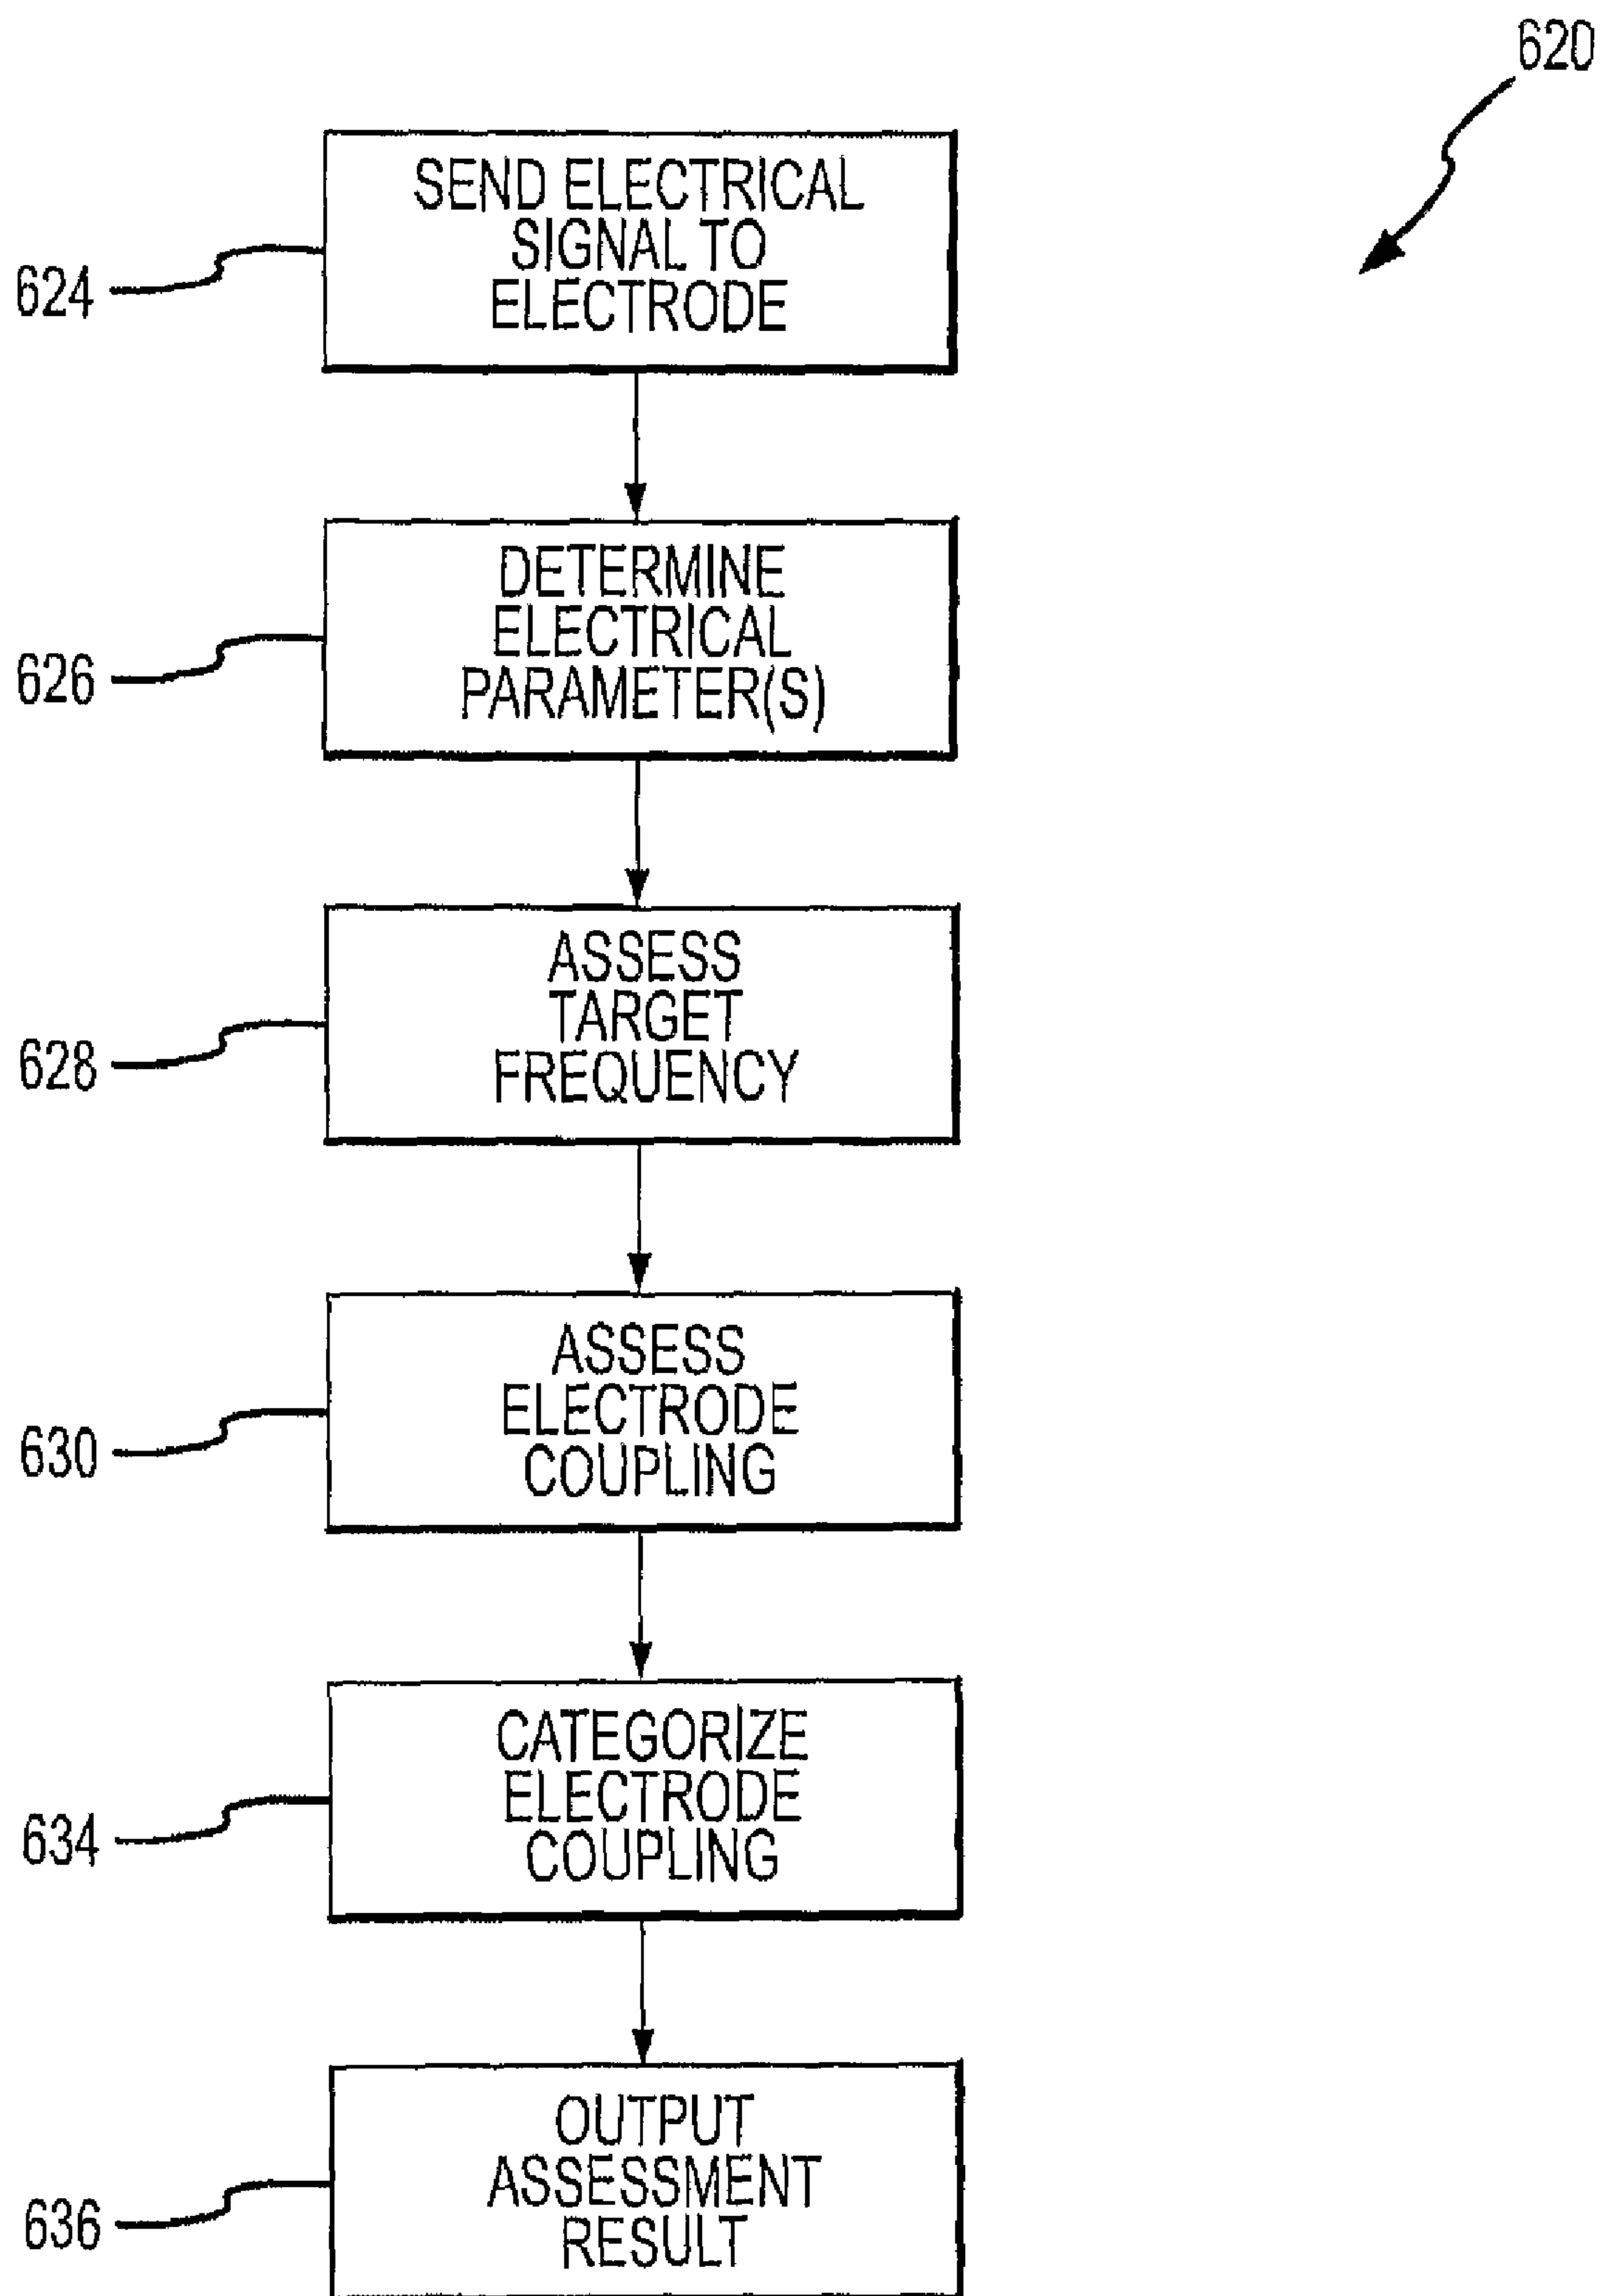 620
SEND ELECTRICAL
SIGNAL TO
ELECTRODE
624
DETERMINE
ELECTRICAL
PARAMETER(S)
626
ASSESS
TARGET
FREQUENCY
628
ASSESS
ELECTRODE
COUPLING
630
CATEGORIZE
ELECTRODE
COUPLING
634
OUTPUT
ASSESSMENT
RESULT
636